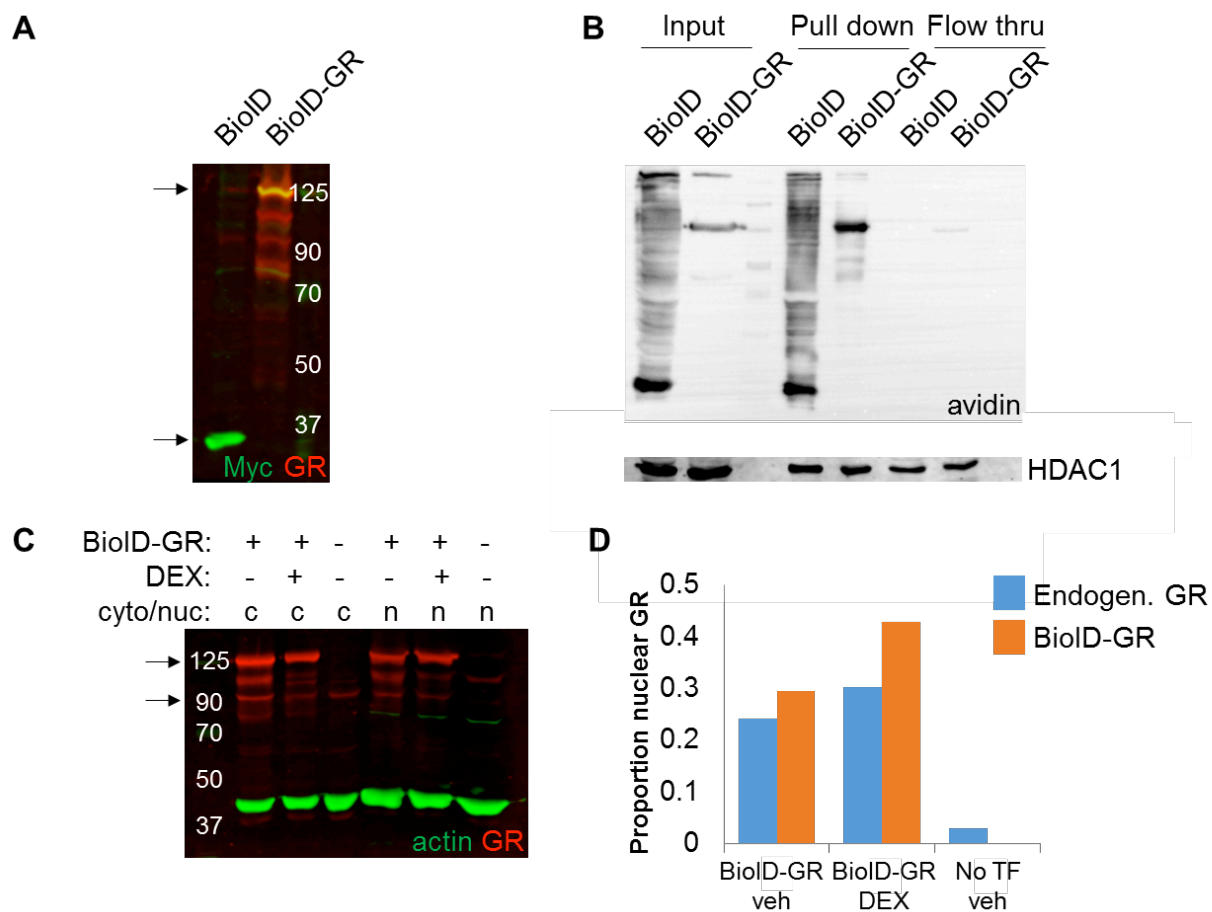 A
BioID
BioID-GR
125
90
70
50
37
Myc GR
B
Input Pull down Flow thru
BioID BioID-GR BioID BioID-GR BioID BioID-GR
avidin
HDAC1
C
BioID-GR: + + - + + -
DEX: - + - - + -
cyto/nuc: c c c n n n
125
90
70
50
37
actin GR
D
Proportion nuclear GR
0.5
0.4
0.3
0.2
0.1
0
Endogen. GR
BioID-GR
BioID-GR veh
BioID-GR DEX
No TF veh